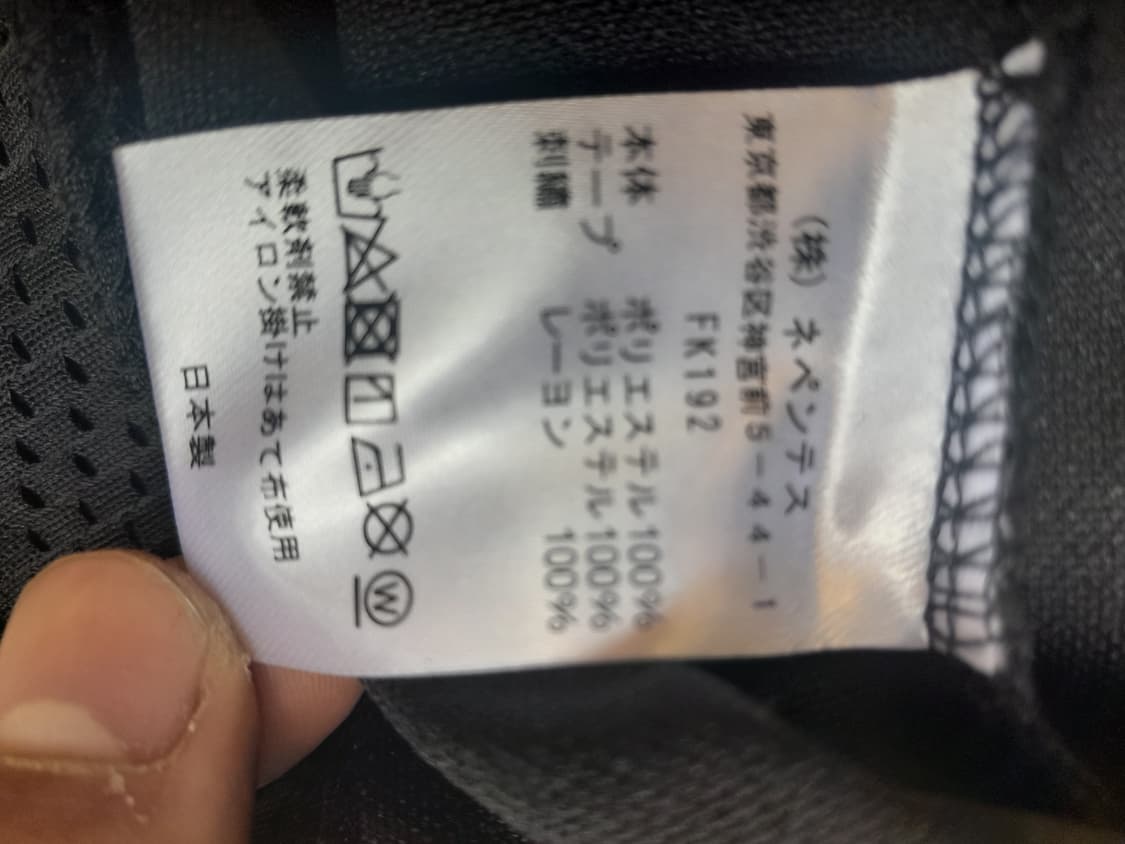 (株) ネペンテス
東京都渋谷区神宮前5-44-1
FK192
本体 ポリエステル100%
テープ ポリエステル100%
刺繍 レーヨン 100%
W
柔軟剤禁止
アイロン掛けはあて布使用
日本製